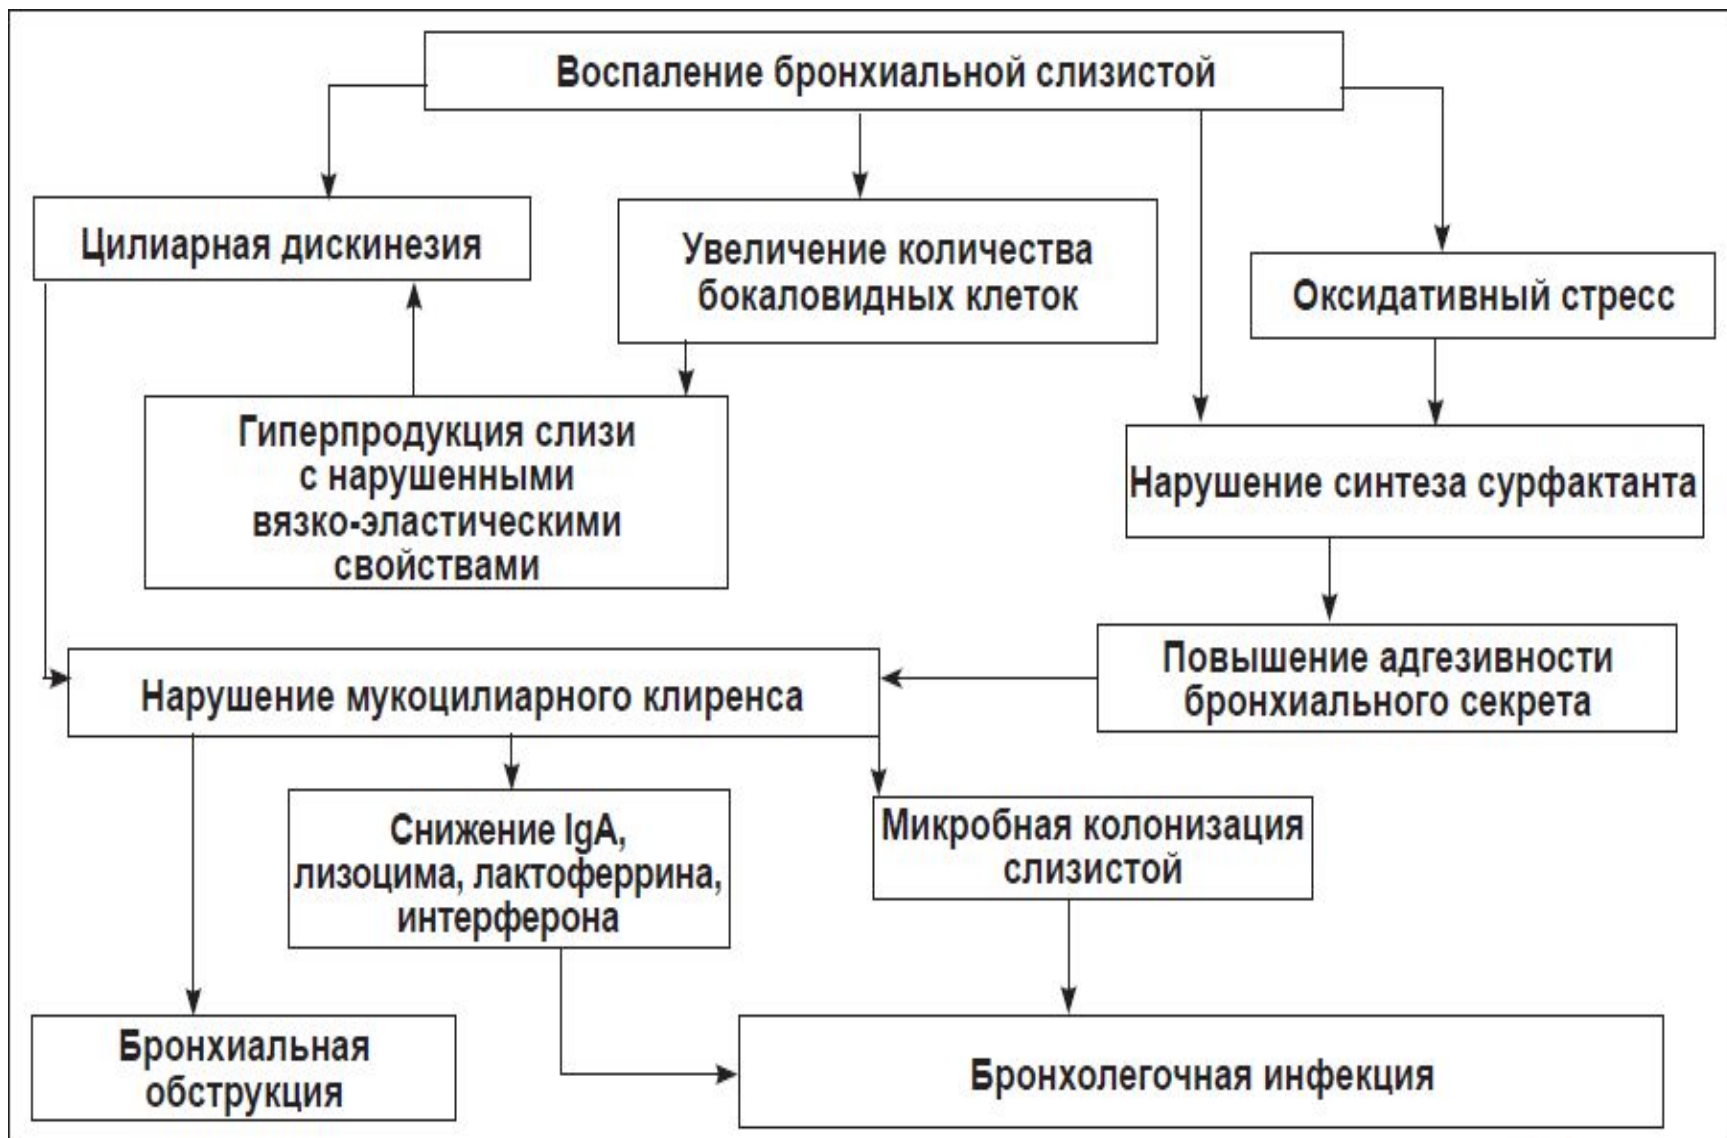 Воспаление бронхиальной слизистой
Цилиарная дискинезия
Увеличение количества
бокаловидных клеток
Оксидативный стресс
Гиперпродукция слизи
с нарушенными
вязко-эластическими
свойствами
Нарушение синтеза сурфактанта
Нарушение мукоцилиарного клиренса
Повышение адгезивности
бронхиального секрета
Снижение IgA,
лизоцима, лактоферрина,
интерферона
Микробная колонизация
слизистой
Бронхиальная
обструкция
Бронхолегочная инфекция